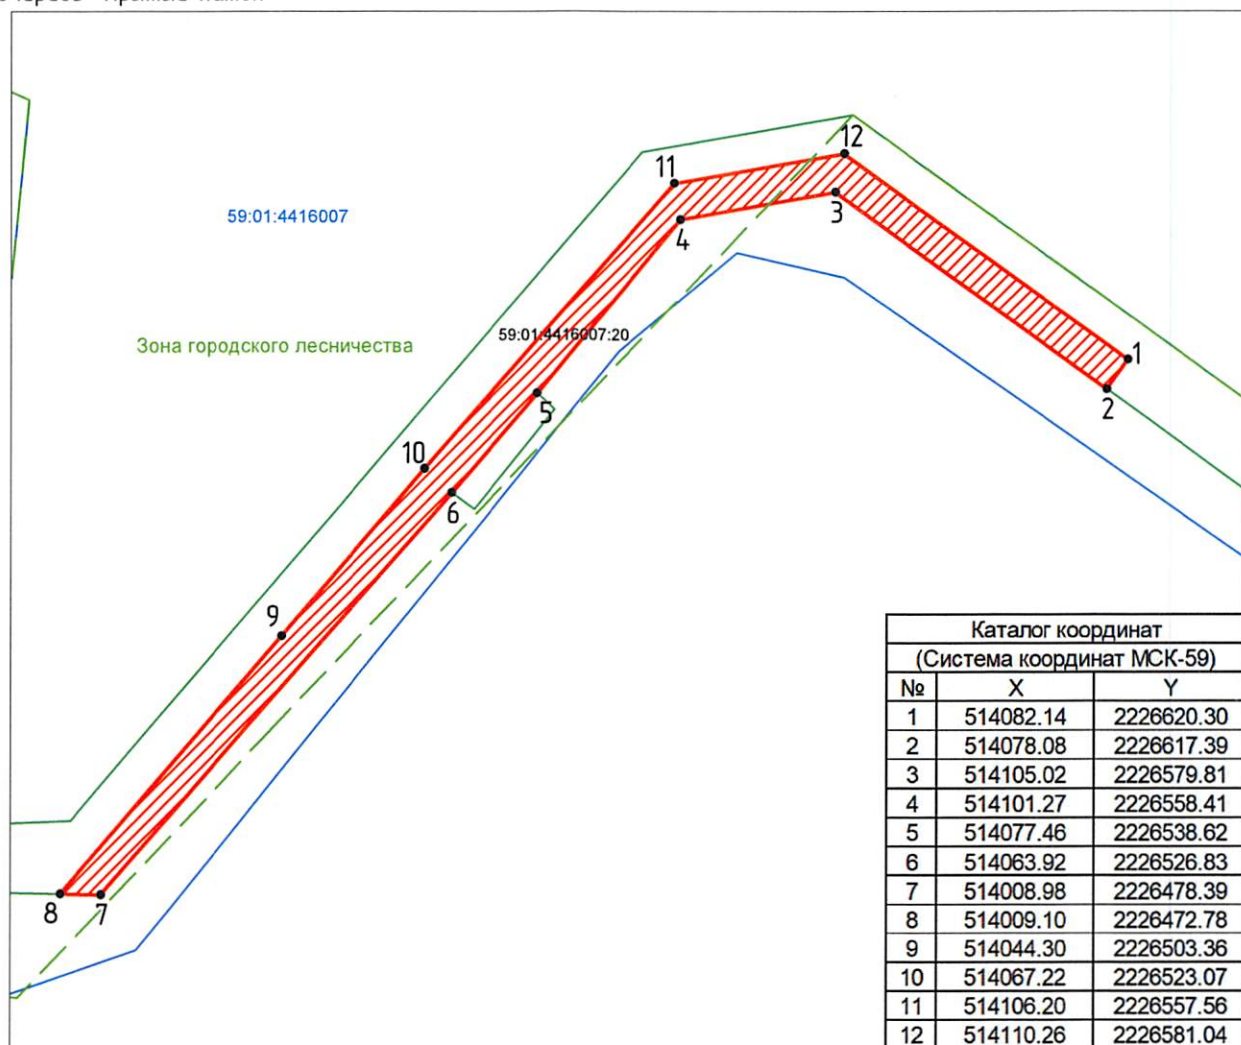 12
11
3
4
59:01:4416007
59:01:4416007:20
Зона городского лесничества
1
2
5
10
6
9
8
7
Каталог координат
(Система координат МСК-59)
№ X Y
1 514082.14 2226620.30
2 514078.08 2226617.39
3 514105.02 2226579.81
4 514101.27 2226558.41
5 514077.46 2226538.62
6 514063.92 2226526.83
7 514008.98 2226478.39
8 514009.10 2226472.78
9 514044.30 2226503.36
10 514067.22 2226523.07
11 514106.20 2226557.56
12 514110.26 2226581.04